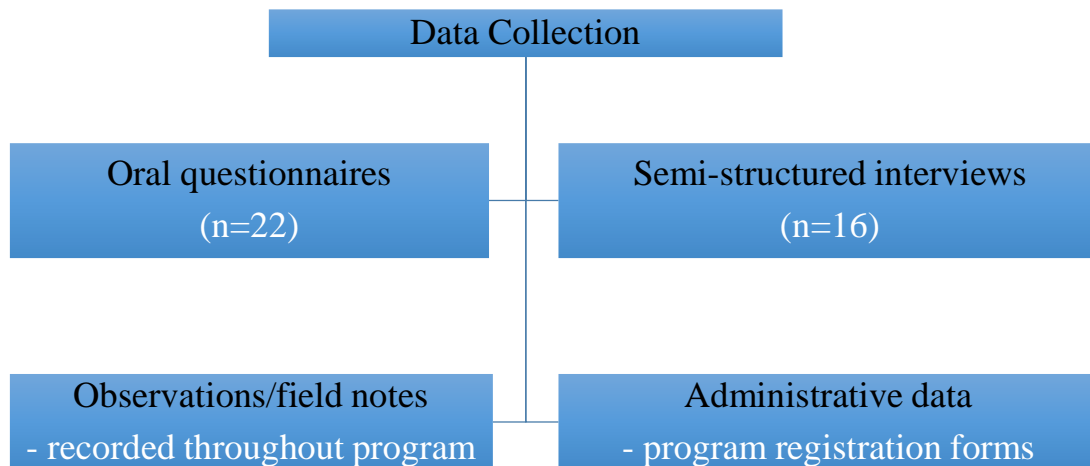 Data Collection
Oral questionnaires
(n=22)
Semi-structured interviews
(n=16)
Observations/field notes
- recorded throughout program
Administrative data
- program registration forms